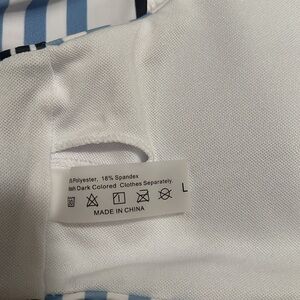 Polyester, 18% Spandex
Dark Colored Clothes Separately.
L
MADE IN CHINA